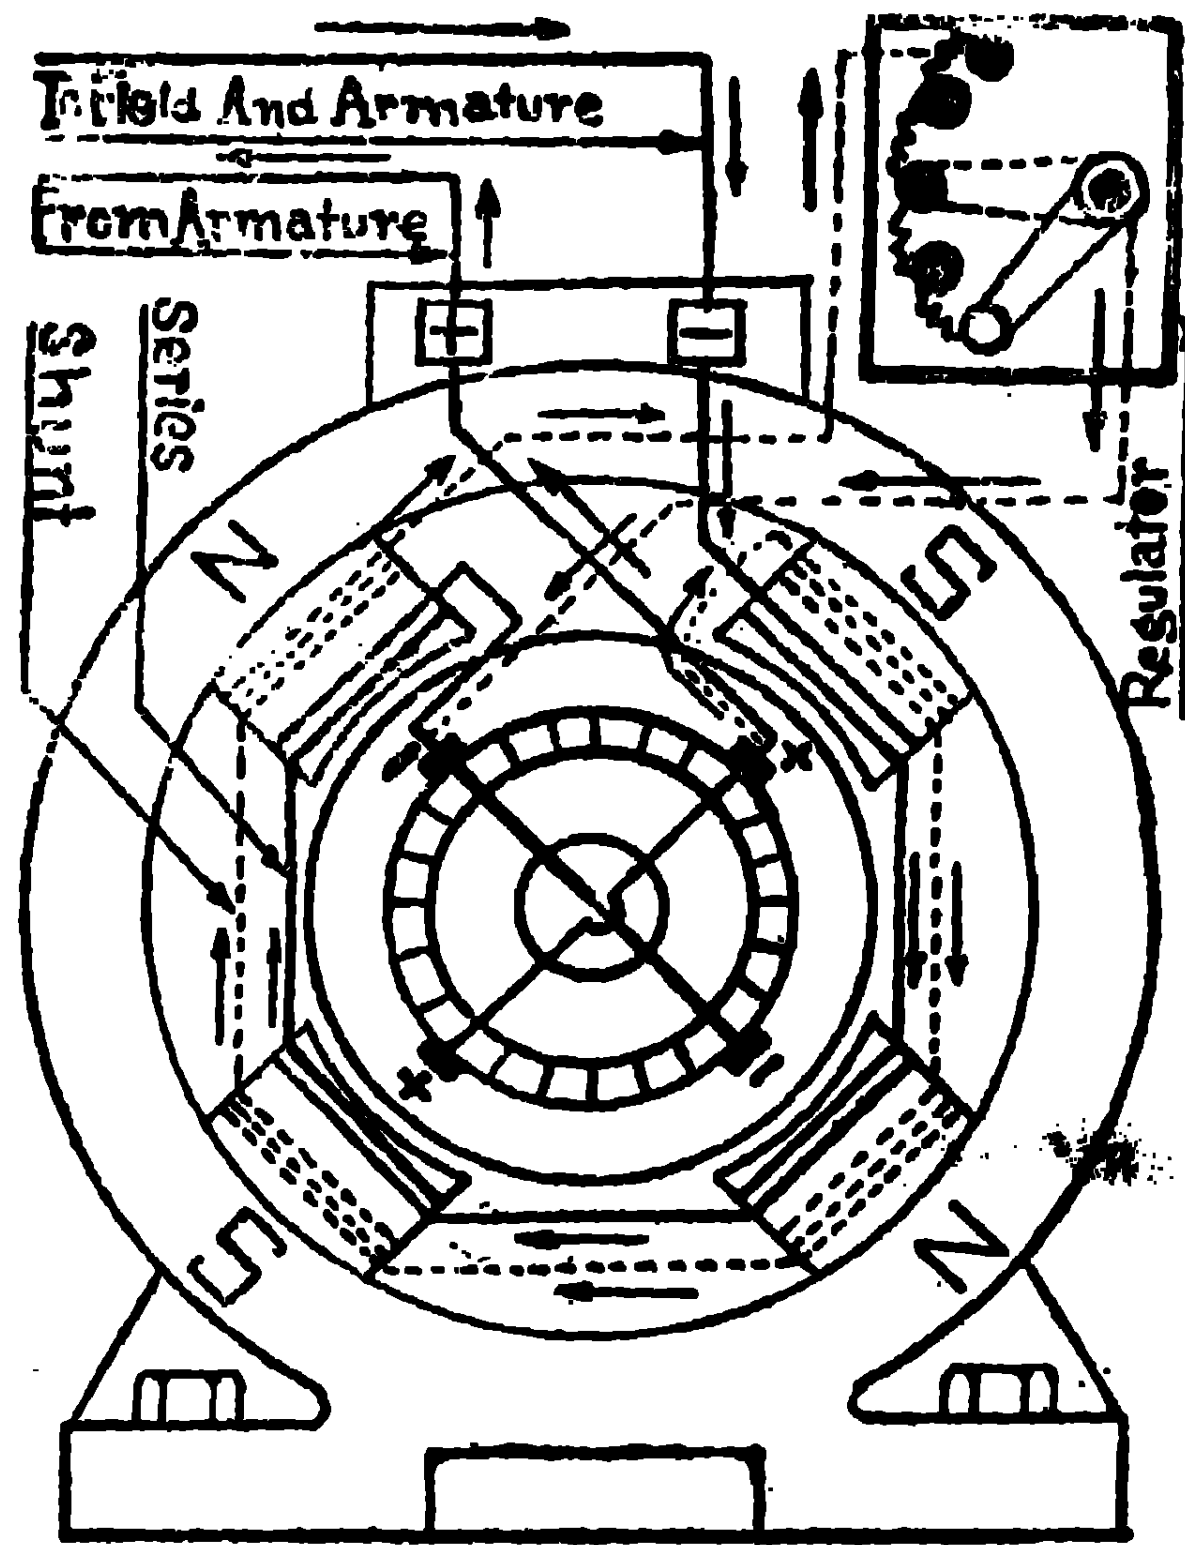 To Field And Armature
From Armature
Shunt
Series
+
−
Regulator
N
S
−
+
+
−
S
N